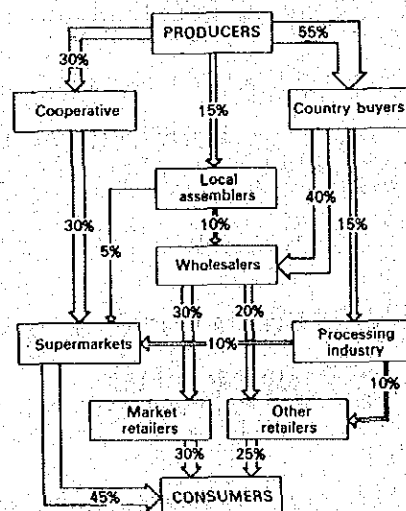 PRODUCERS
55%
30%
15%
Cooperative
Country buyers
Local
assemblers
40%
15%
30%
5%
10%
Wholesalers
30%
20%
Supermarkets
10%
Processing
industry
10%
Market
retailers
Other
retailers
30%
25%
45%
CONSUMERS